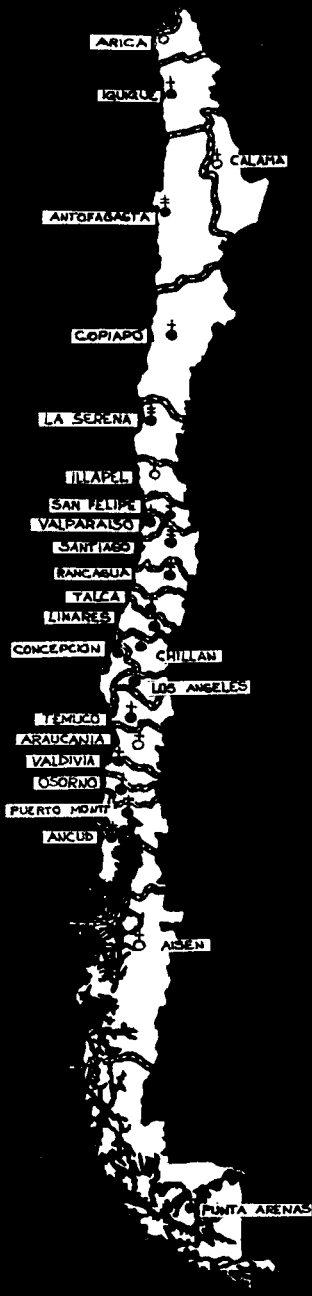 ARICA
IQUIQUE
CALAMA
ANTOFAGASTA
COPIAPO
LA SERENA
ILLAPEL
SAN FELIPE
VALPARAISO
SANTIAGO
RANCAGUA
TALCA
LINARES
CONCEPCION
CHILLAN
LOS ANGELES
TEMUCO
ARAUCANIA
VALDIVIA
OSORNO
PUERTO MONTT
ANCUD
AISEN
PUNTA ARENAS